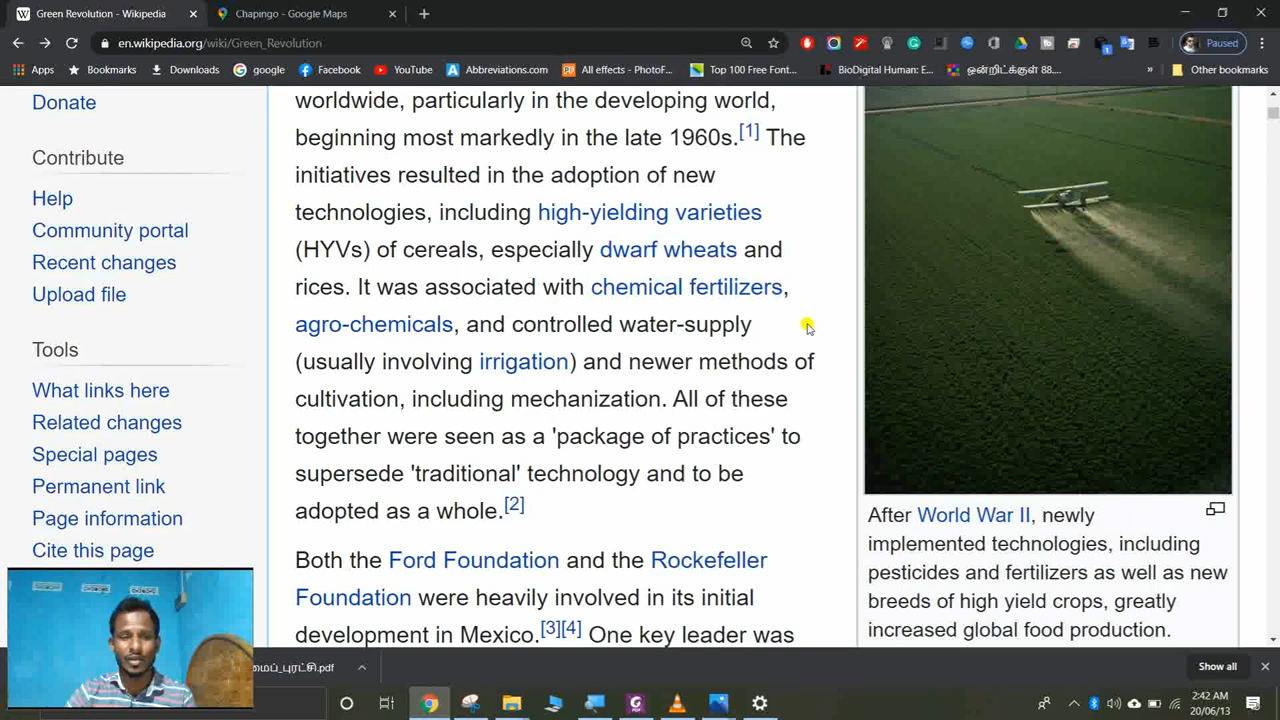 Green Revolution - Wikipedia
Chapingo - Google Maps
en.wikipedia.org/wiki/Green_Revolution
Paused
Apps
Bookmarks
Downloads
google
Facebook
YouTube
Abbreviations.com
All effects - PhotoF...
Top 100 Free Font...
BioDigital Human: E...
ஒன்றிட்க்குள் 88....
»
Other bookmarks
Donate
Contribute
Help
Community portal
Recent changes
Upload file
Tools
What links here
Related changes
Special pages
Permanent link
Page information
Cite this page
worldwide, particularly in the developing world,
beginning most markedly in the late 1960s.[1] The
initiatives resulted in the adoption of new
technologies, including high-yielding varieties
(HYVs) of cereals, especially dwarf wheats and
rices. It was associated with chemical fertilizers,
agro-chemicals, and controlled water-supply
(usually involving irrigation) and newer methods of
cultivation, including mechanization. All of these
together were seen as a 'package of practices' to
supersede 'traditional' technology and to be
adopted as a whole.[2]
Both the Ford Foundation and the Rockefeller
Foundation were heavily involved in its initial
development in Mexico.[3][4] One key leader was
After World War II, newly
implemented technologies, including
pesticides and fertilizers as well as new
breeds of high yield crops, greatly
increased global food production.
மைப்_புரட்சி.pdf
Show all
2:42 AM
20/06/13